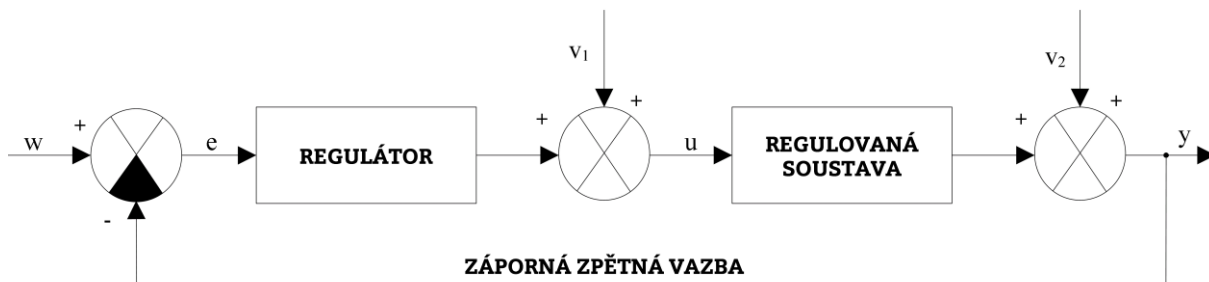 v₁
v₂
+
+
w
+
e
REGULÁTOR
+
u
REGULOVANÁ
SOUSTAVA
+
y
-
ZÁPORNÁ ZPĚTNÁ VAZBA